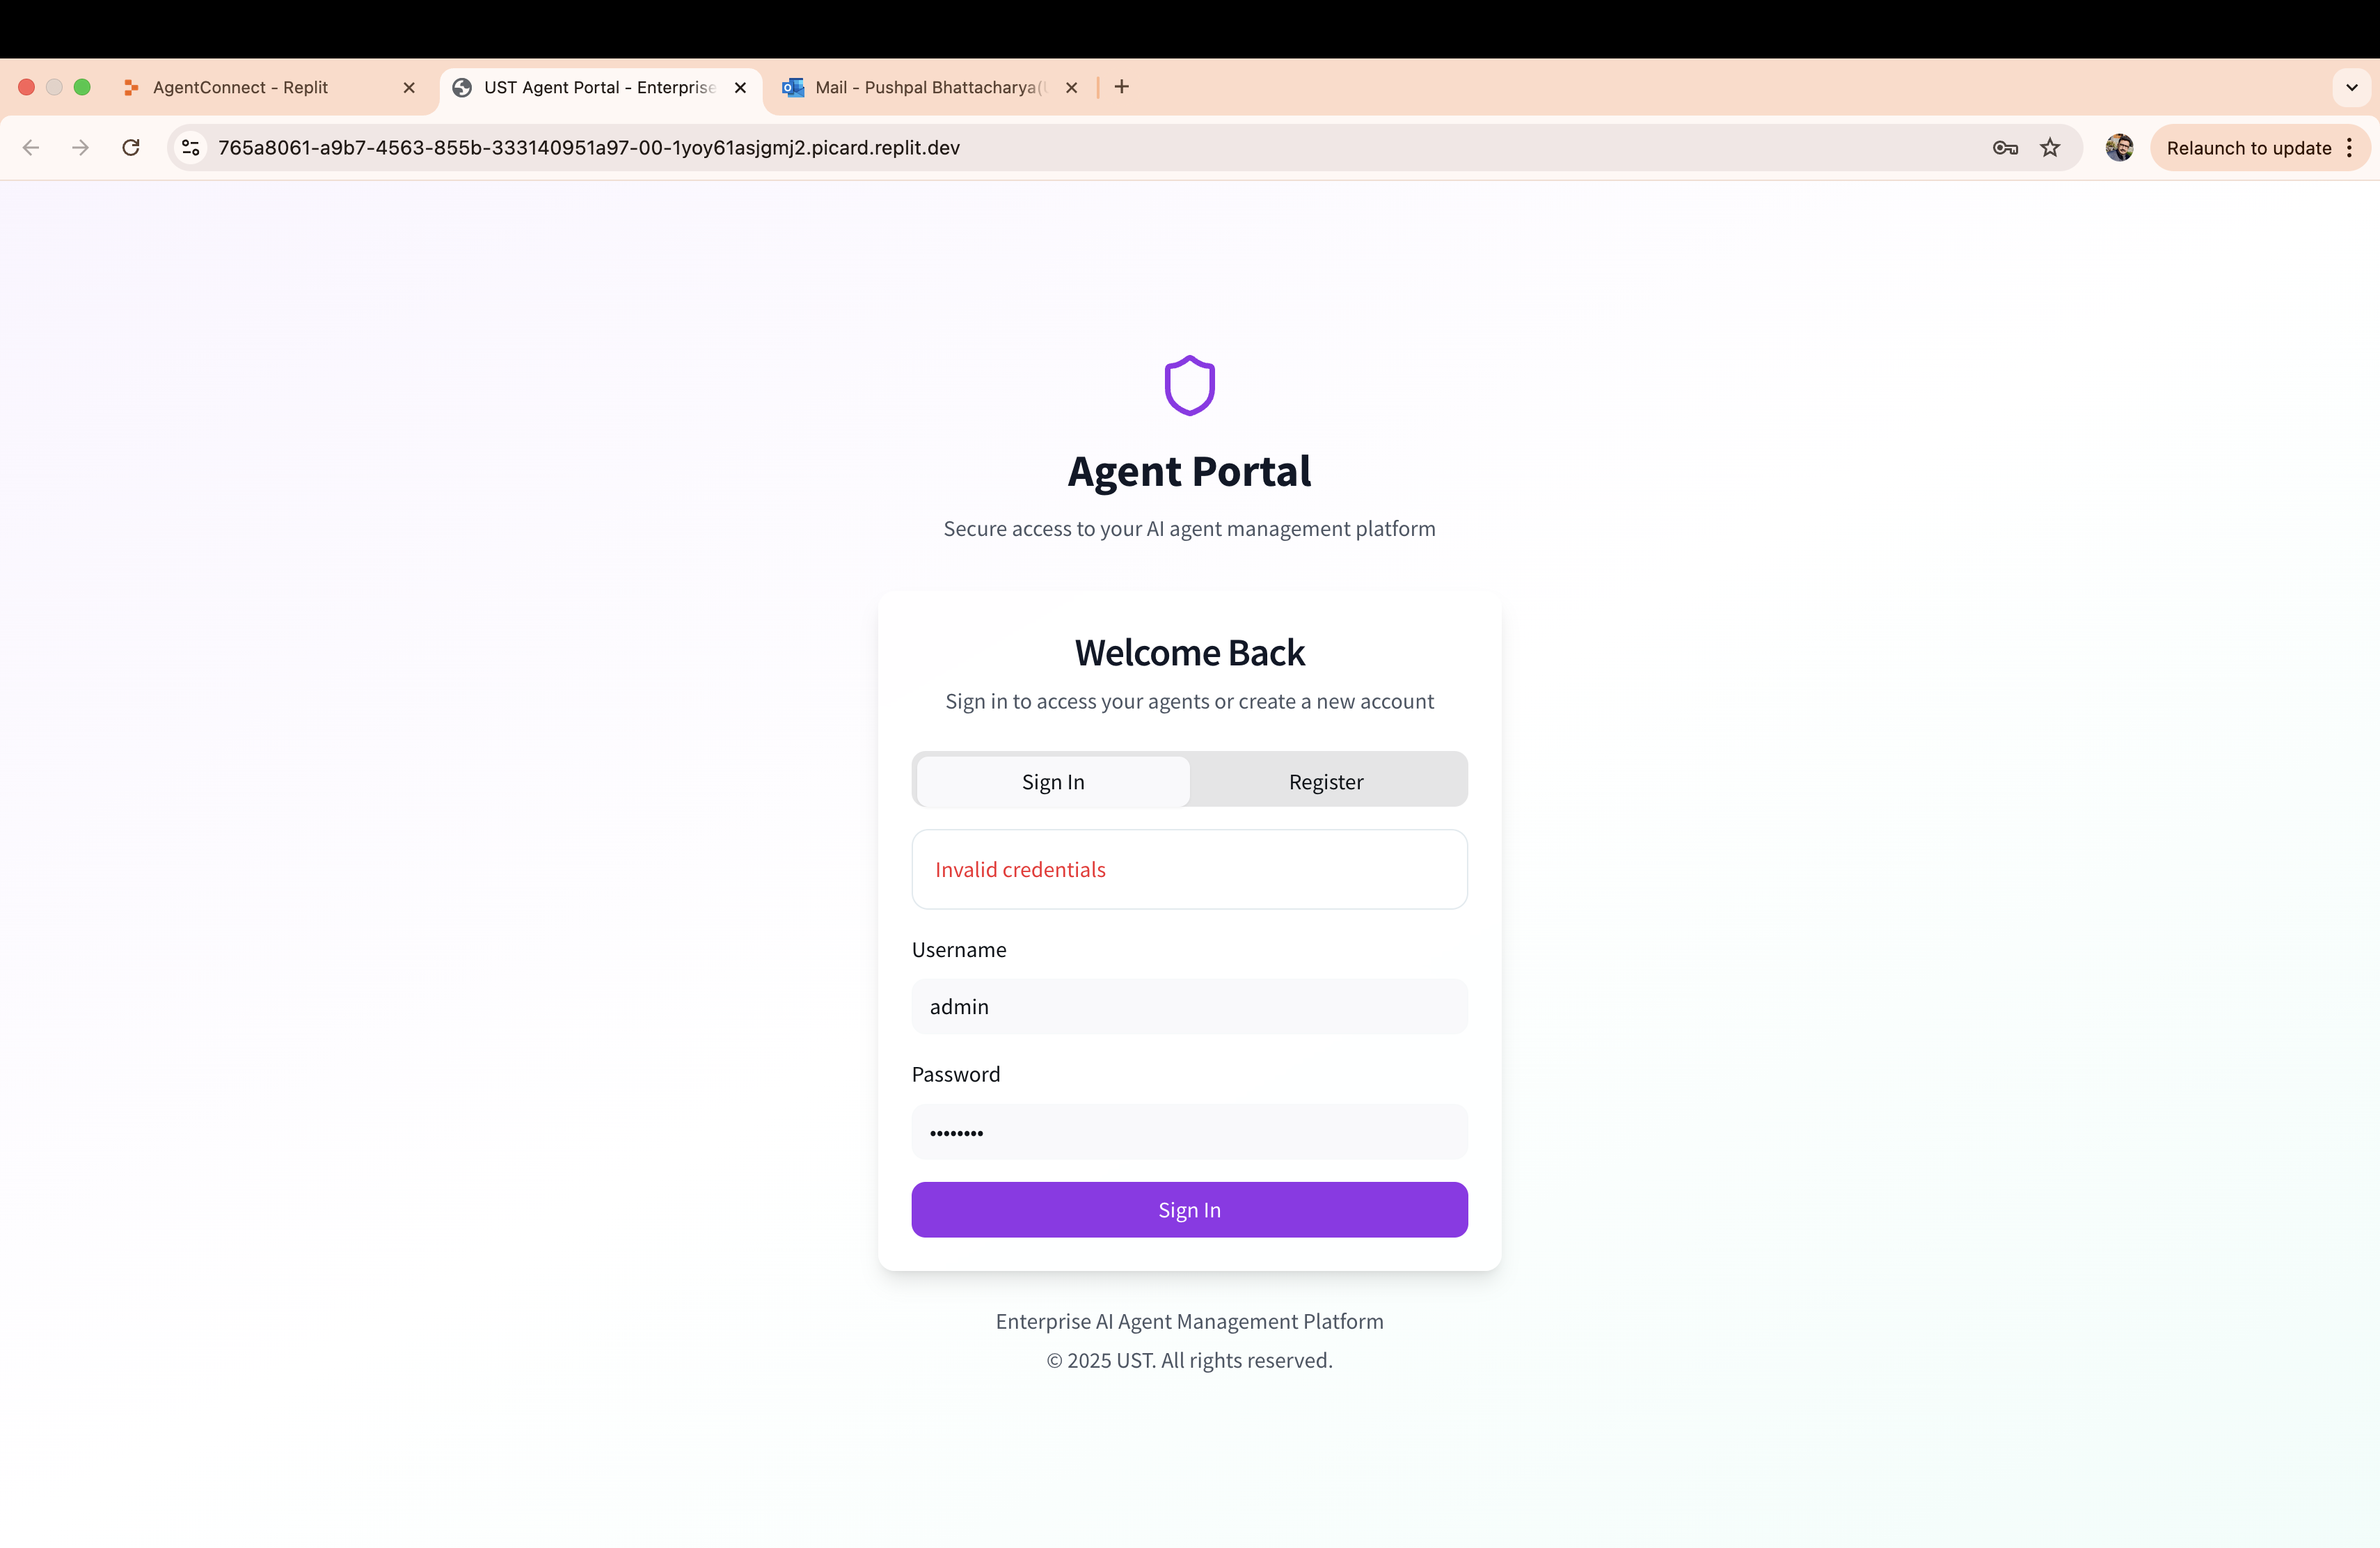 AgentConnect - Replit
UST Agent Portal - Enterprise
Mail - Pushpal Bhattacharya(
765a8061-a9b7-4563-855b-333140951a97-00-1yoy61asjgmj2.picard.replit.dev
Relaunch to update
Agent Portal
Secure access to your AI agent management platform
Welcome Back
Sign in to access your agents or create a new account
Sign In
Register
Invalid credentials
Username
admin
Password
••••••••
Sign In
Enterprise AI Agent Management Platform
© 2025 UST. All rights reserved.